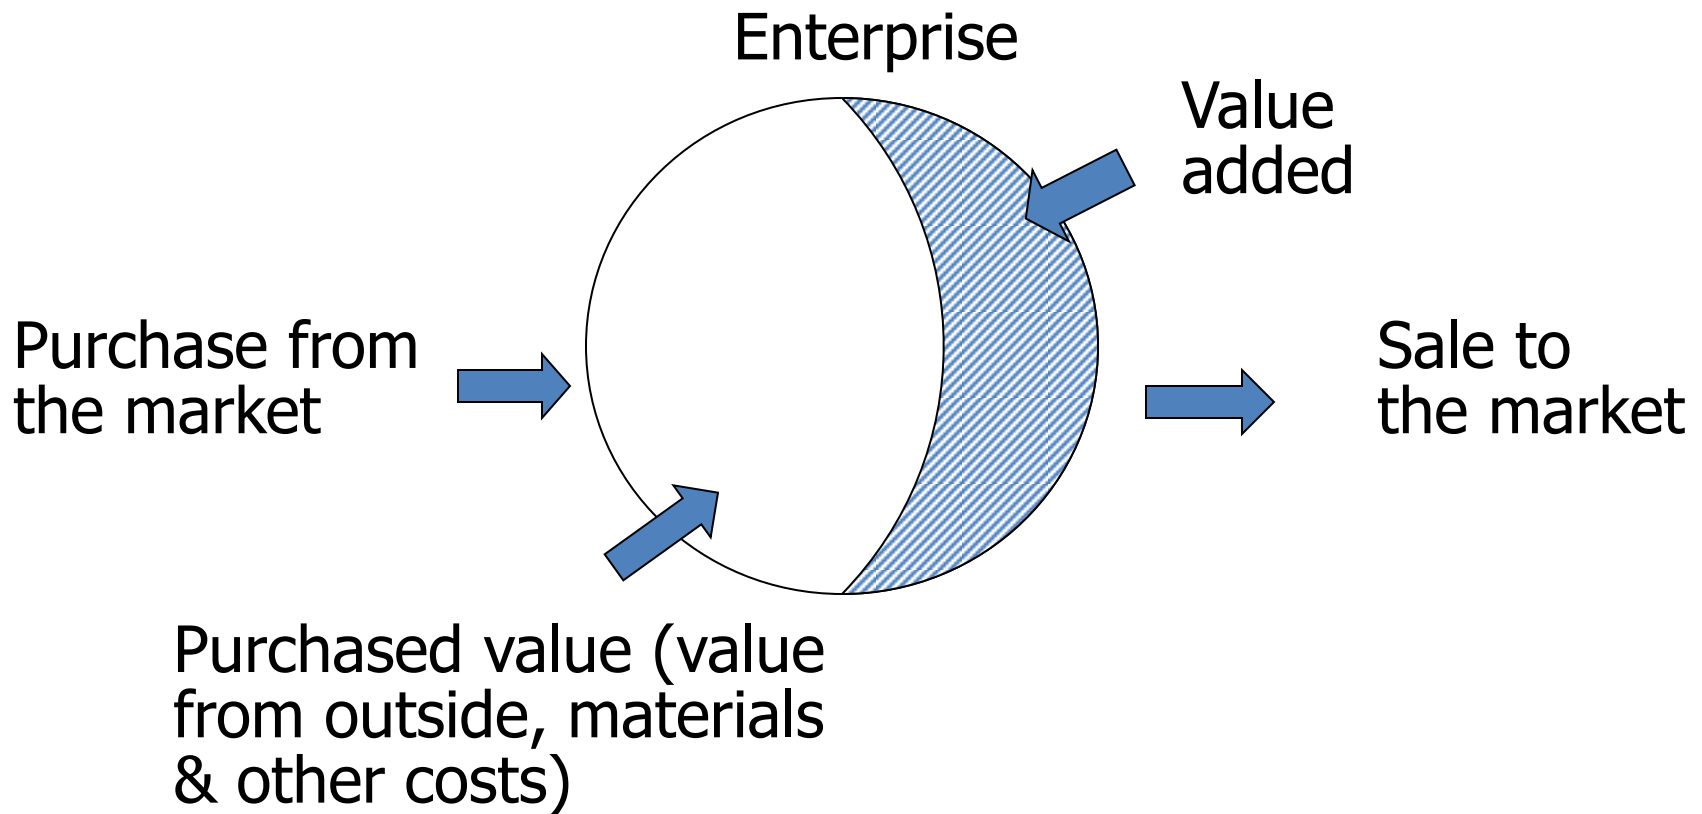 Enterprise
Value
added
Purchase from
the market
Sale to
the market
Purchased value (value
from outside, materials
& other costs)